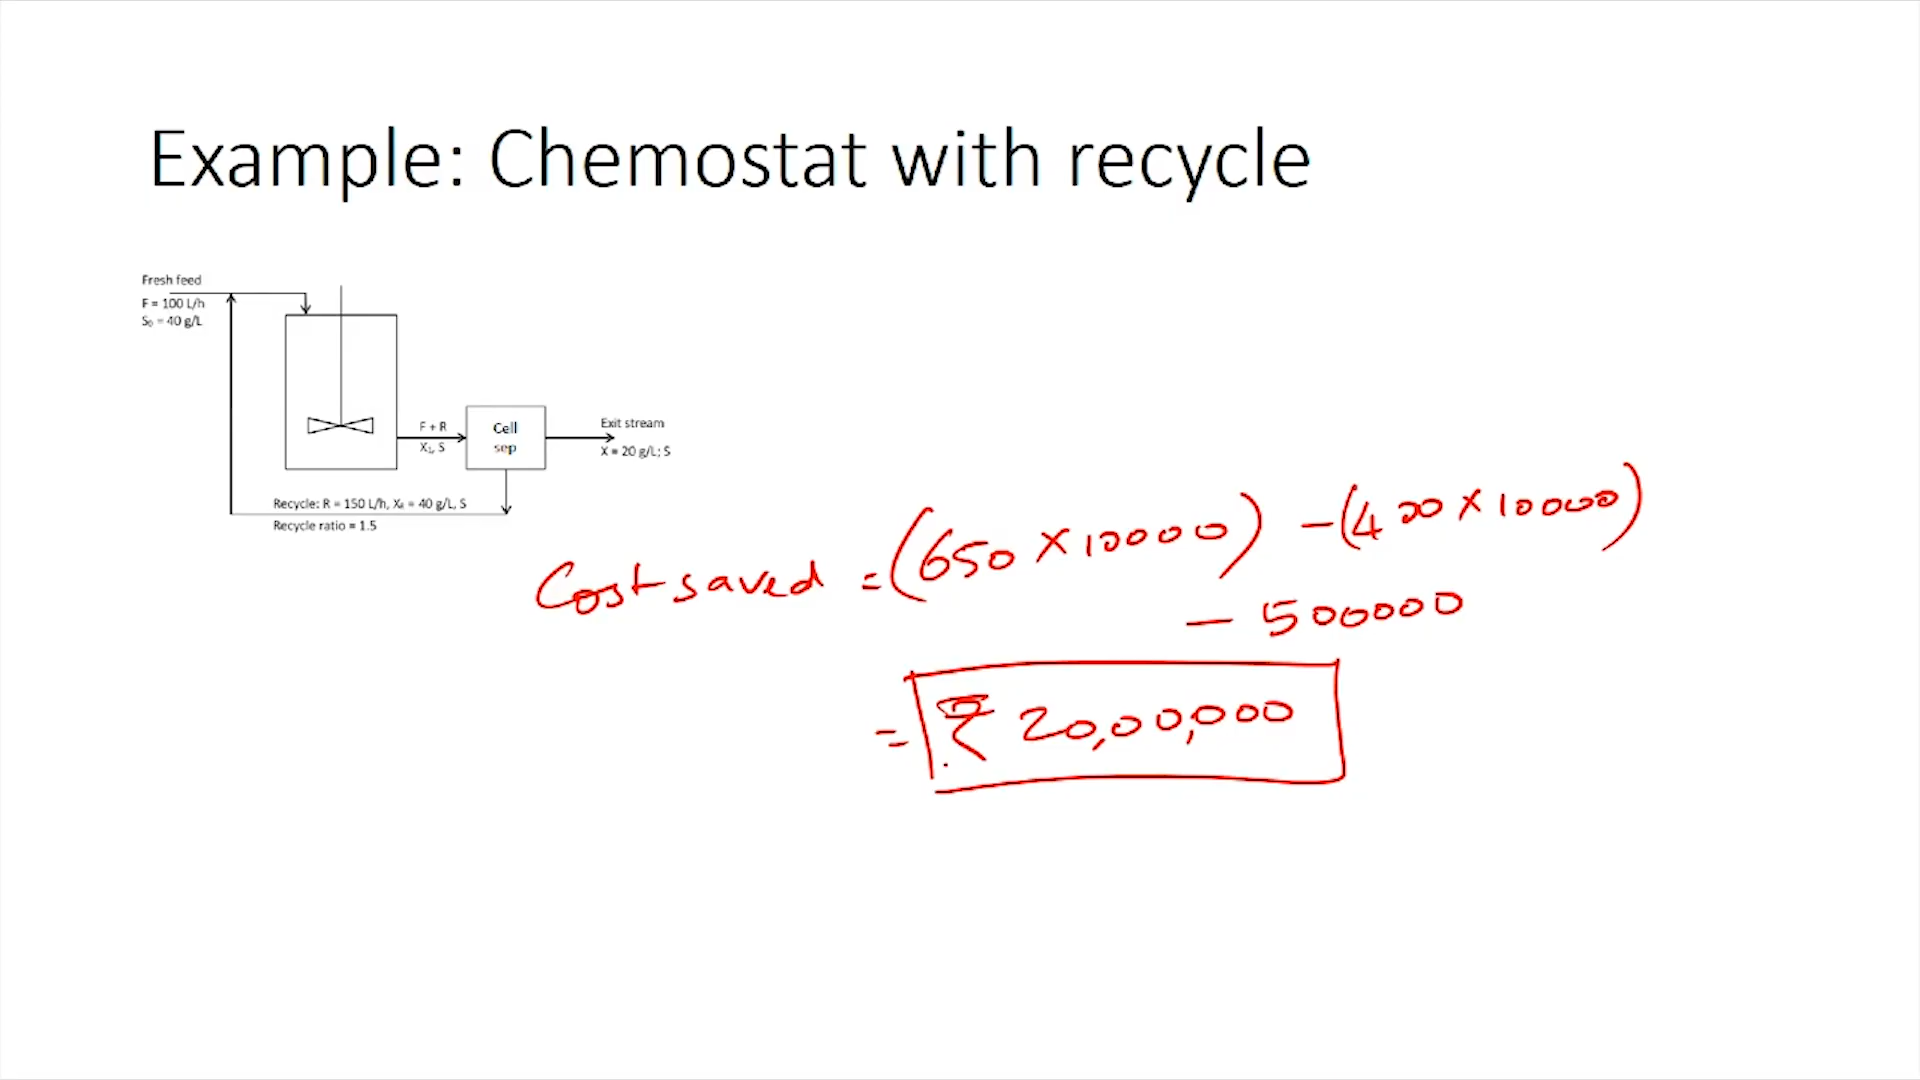 Example: Chemostat with recycle
Fresh feed
F = 100 L/h
S₀ = 40 g/L
F + R
X₁, S
Cell
sep
Exit stream
X = 20 g/L; S
Recycle: R = 150 L/h, Xᵣ = 40 g/L, S
Recycle ratio = 1.5
Cost saved = (650 × 10000) - (400 × 10000)
- 500000
= ₹ 20,00,000